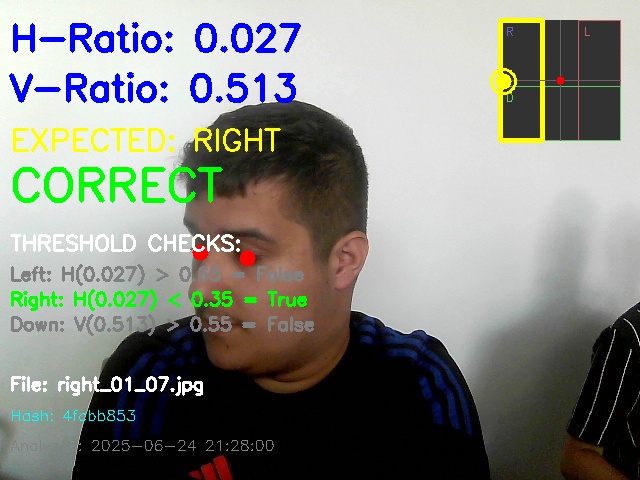 H-Ratio: 0.027
V-Ratio: 0.513
EXPECTED: RIGHT
CORRECT
THRESHOLD CHECKS:
Left: H(0.027) > = False
Right: H(0.027) < 0.35 = True
Down: V(0.513) > 0.55 = False
File: right_01_07.jpg
Hash: 4fcbb853
2025-06-24 21:28:00
R
L
D